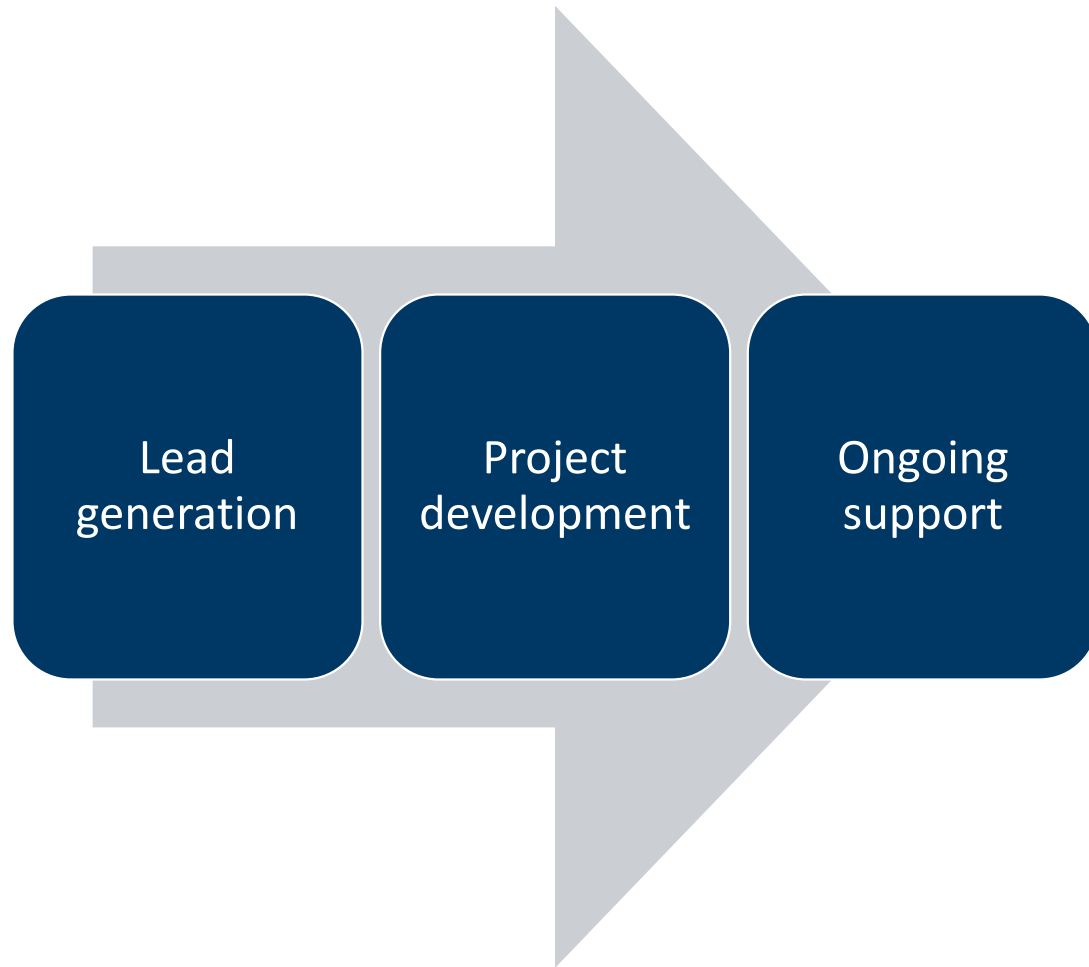 Lead
generation
Project
development
Ongoing
support